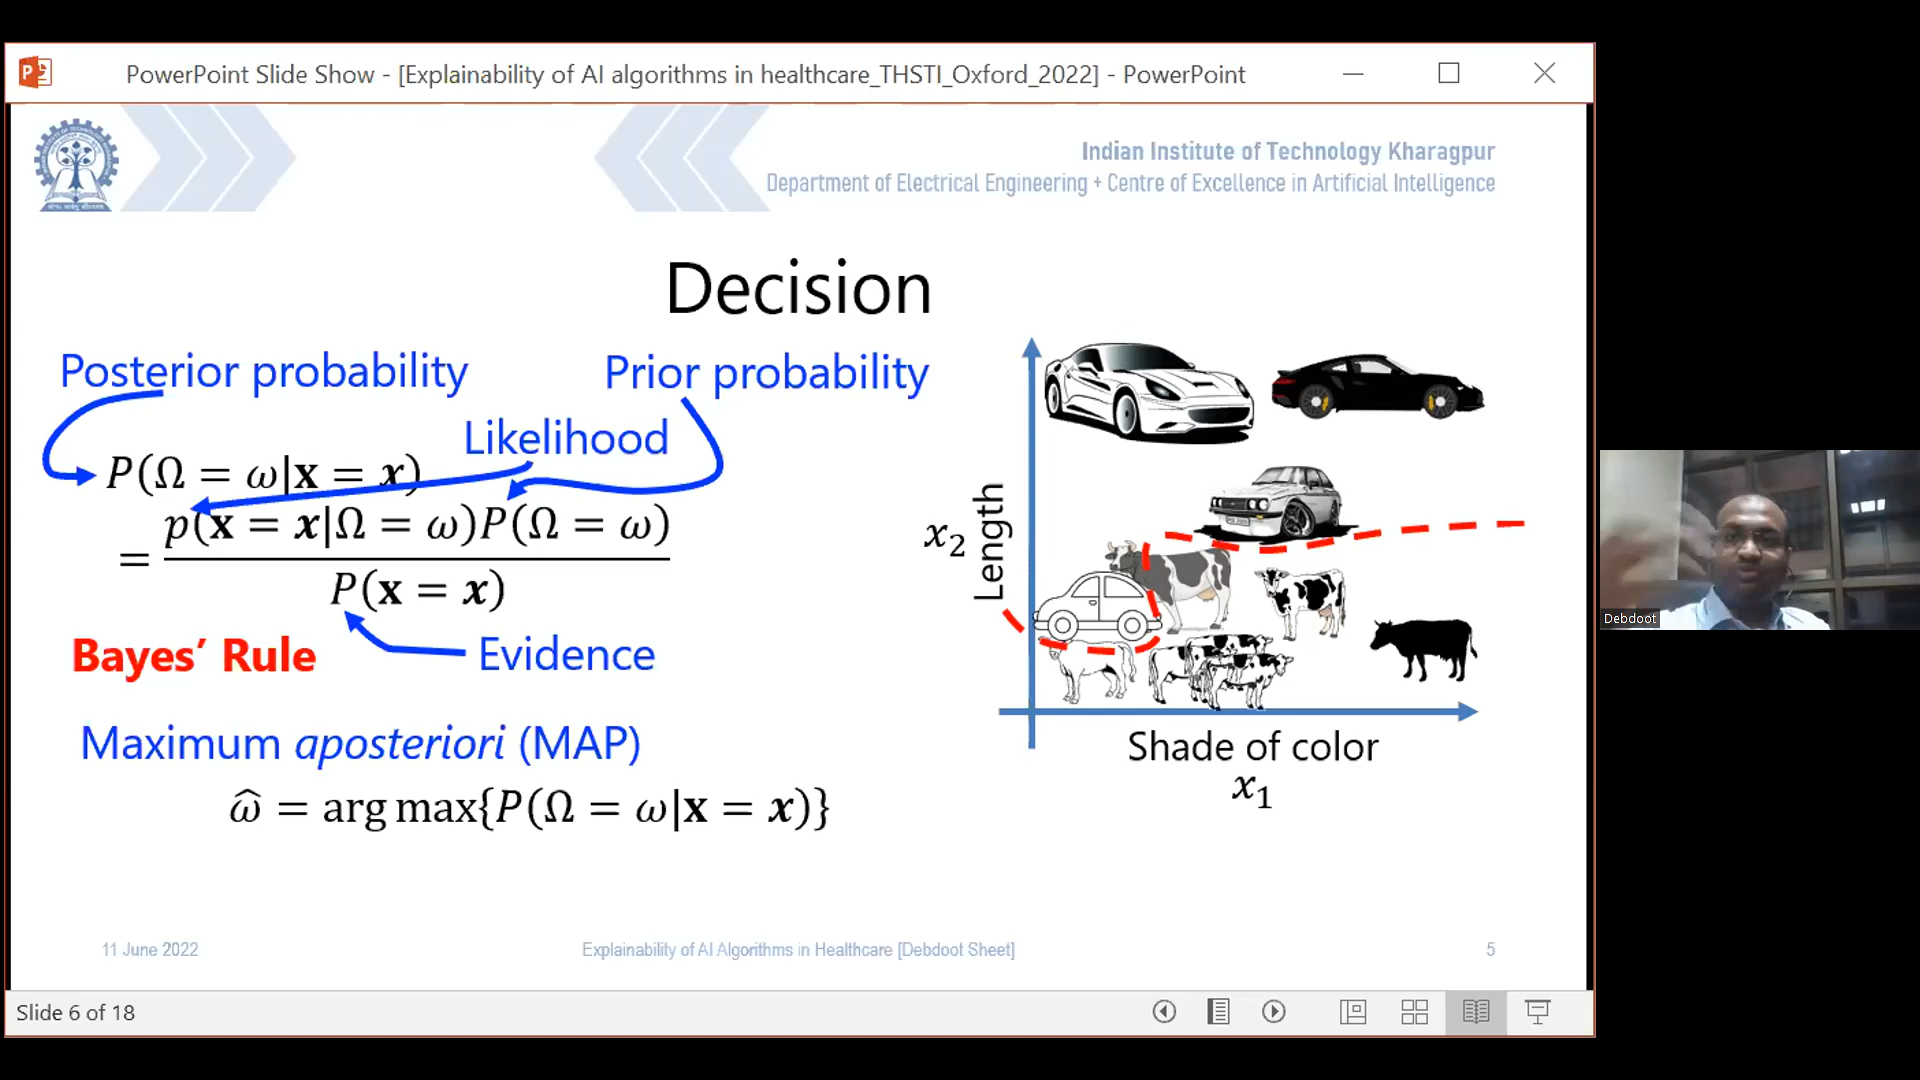 PowerPoint Slide Show - [Explainability of AI algorithms in healthcare_THSTI_Oxford_2022] - PowerPoint
Indian Institute of Technology Kharagpur
Department of Electrical Engineering + Centre of Excellence in Artificial Intelligence
Decision
Posterior probability
Prior probability
Likelihood
P(Ω = ω|x = x)
= p(x = x|Ω = ω)P(Ω = ω)
P(x = x)
Bayes’ Rule
Evidence
Maximum aposteriori (MAP)
ω̂ = arg max{P(Ω = ω|x = x)}
x₂
Length
Shade of color
x₁
Debdoot
11 June 2022
Explainability of AI Algorithms in Healthcare [Debdoot Sheet]
5
Slide 6 of 18